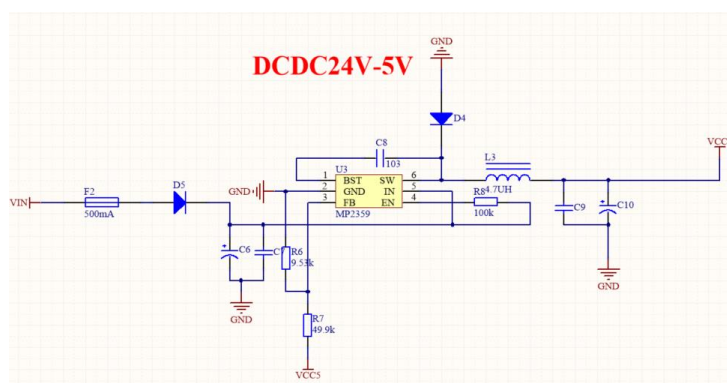 GND
DCDC24V-5V
D4
C8
103
L3
VCC
U3
1
BST
SW
6
2
GND
IN
5
3
FB
EN
4
MP2359
GND
R8
4.7UH
100k
F2
D5
VIN
500mA
C9
C10
C6
R6
9.53k
GND
GND
R7
49.9k
VCC5